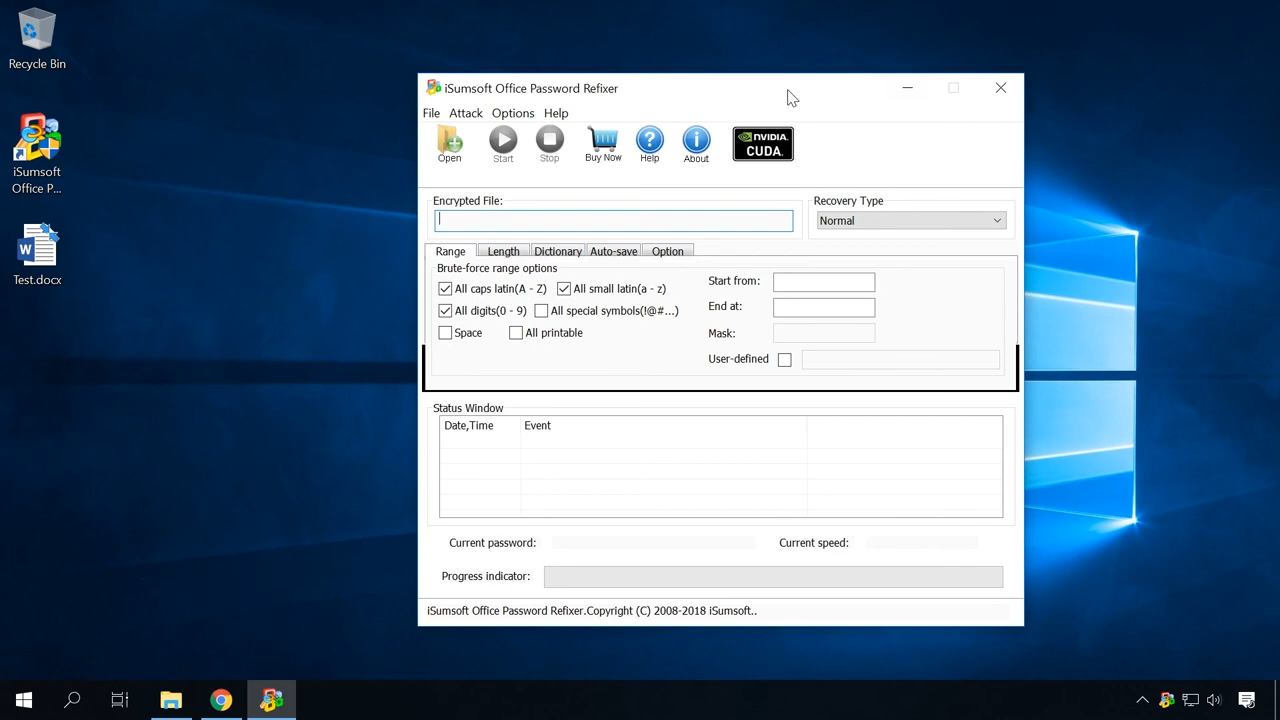 Recycle Bin
iSumsoft
Office P...
Test.docx
iSumsoft Office Password Refixer
File Attack Options Help
Open Start Stop Buy Now Help About
NVIDIA.
CUDA.
Encrypted File:
Recovery Type
Normal
Range Length Dictionary Auto-save Option
Brute-force range options
All caps latin(A - Z) All small latin(a - z)
All digits(0 - 9) All special symbols(!@#...)
Space All printable
Start from:
End at:
Mask:
User-defined
Status Window
Date,Time Event
Current password: Current speed:
Progress indicator:
iSumsoft Office Password Refixer.Copyright (C) 2008-2018 iSumsoft..